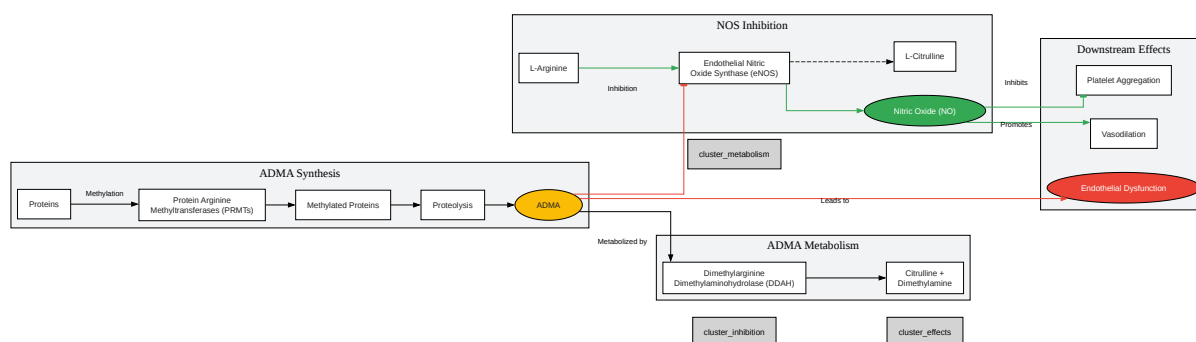 NOS Inhibition
L-Arginine
Inhibition
Endothelial Nitric
Oxide Synthase (eNOS)
L-Citrulline
Nitric Oxide (NO)
Downstream Effects
Inhibits
Platelet Aggregation
Promotes
Vasodilation
Endothelial Dysfunction
Leads to
cluster_metabolism
ADMA Synthesis
Proteins
Methylation
Protein Arginine
Methyltransferases (PRMTs)
Methylated Proteins
Proteolysis
ADMA
Metabolized by
ADMA Metabolism
Dimethylarginine
Dimethylaminohydrolase (DDAH)
Citrulline +
Dimethylamine
cluster_inhibition
cluster_effects